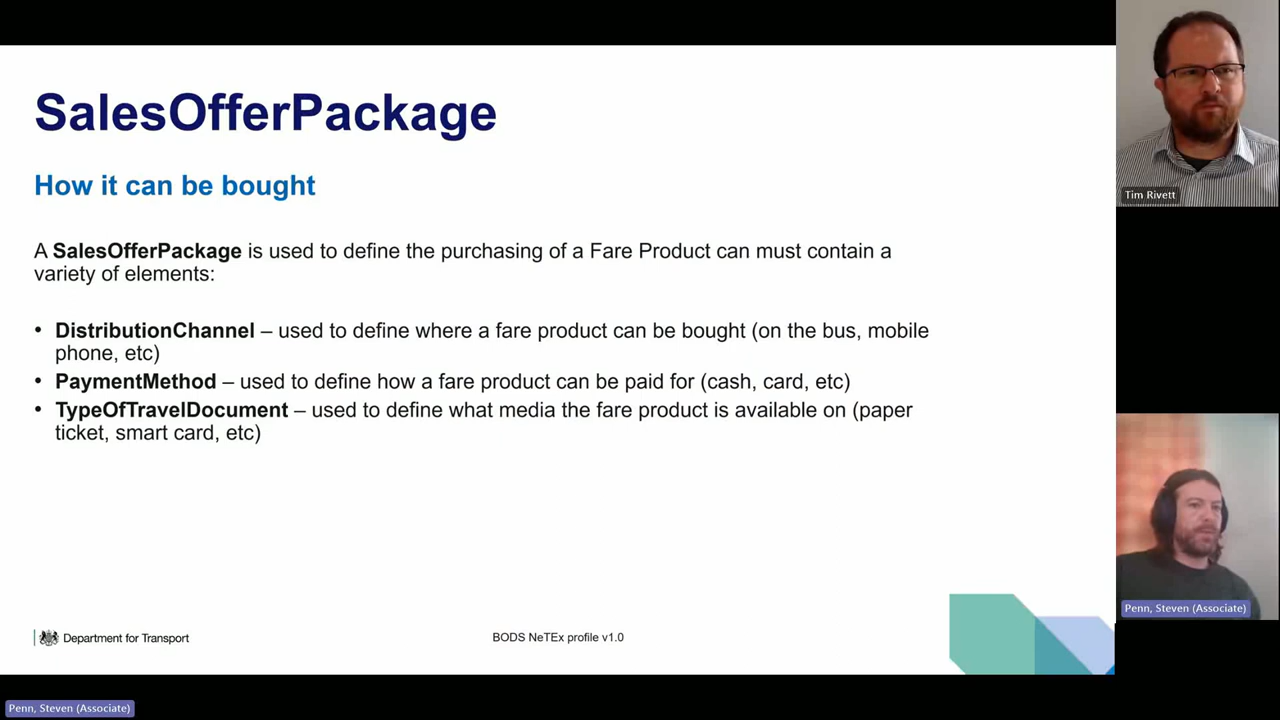 SalesOfferPackage
How it can be bought
A SalesOfferPackage is used to define the purchasing of a Fare Product can must contain a
variety of elements:
• DistributionChannel – used to define where a fare product can be bought (on the bus, mobile
phone, etc)
• PaymentMethod – used to define how a fare product can be paid for (cash, card, etc)
• TypeOfTravelDocument – used to define what media the fare product is available on (paper
ticket, smart card, etc)
Department for Transport
BODS NeTEx profile v1.0
Tim Rivett
Penn, Steven (Associate)
Penn, Steven (Associate)